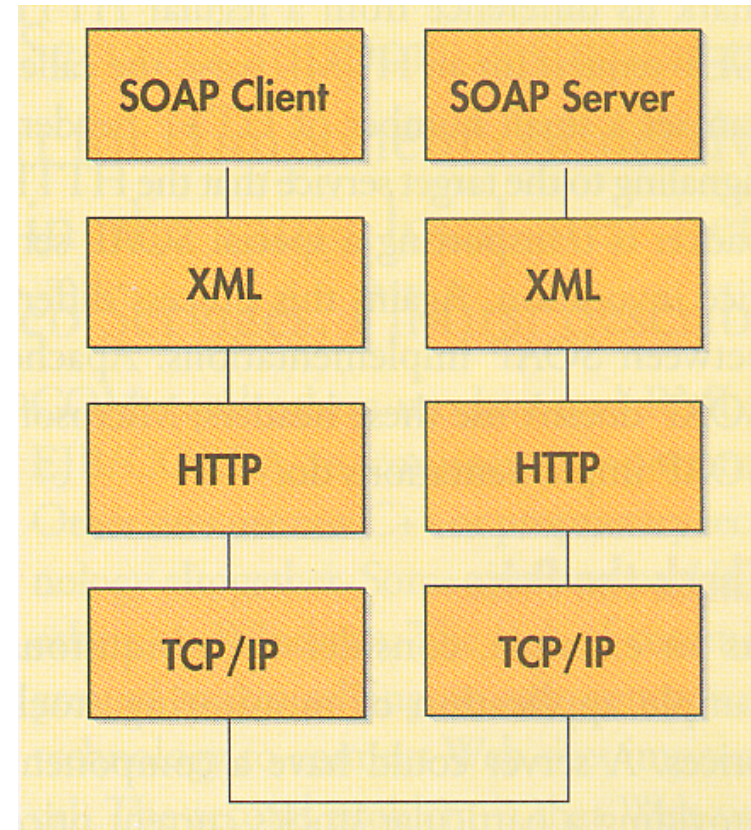 SOAP Client
XML
HTTP
TCP/IP
SOAP Server
XML
HTTP
TCP/IP